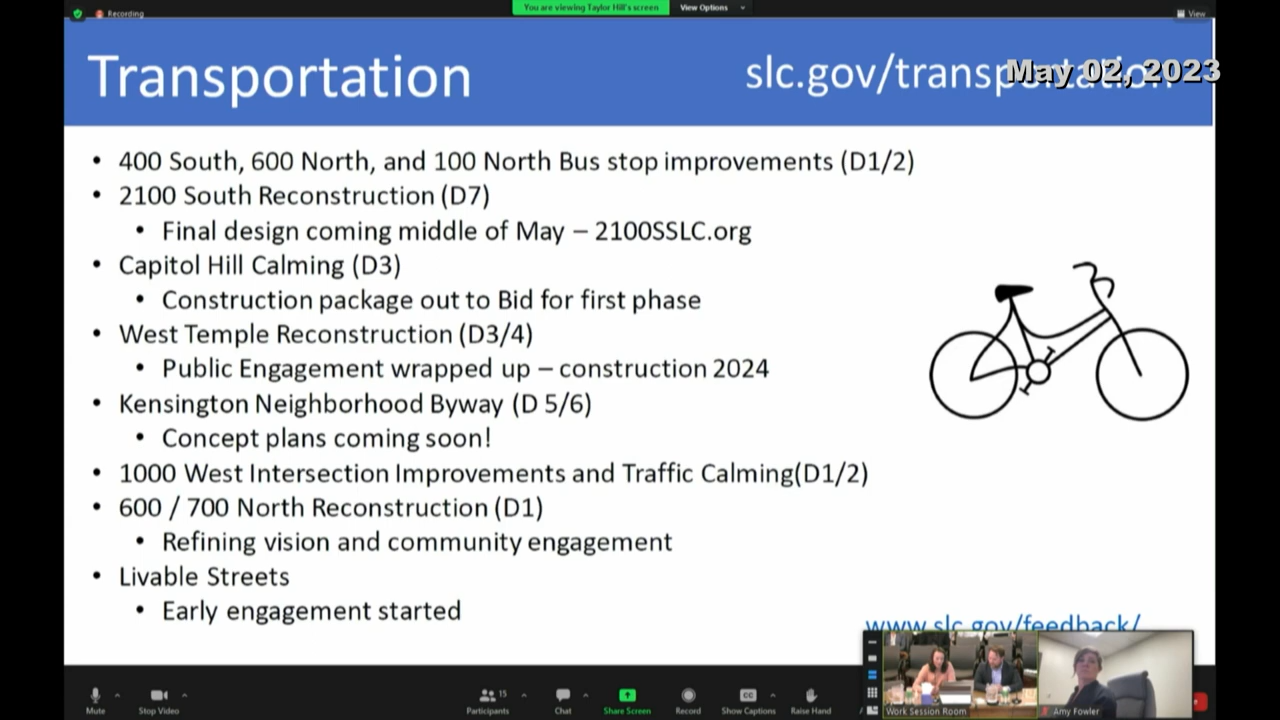 Recording
You are viewing Taylor Hill's screen
View Options
View
Transportation
slc.gov/transportation
May 02, 2023
• 400 South, 600 North, and 100 North Bus stop improvements (D1/2)
• 2100 South Reconstruction (D7)
• Final design coming middle of May – 2100SSLC.org
• Capitol Hill Calming (D3)
• Construction package out to Bid for first phase
• West Temple Reconstruction (D3/4)
• Public Engagement wrapped up – construction 2024
• Kensington Neighborhood Byway (D 5/6)
• Concept plans coming soon!
• 1000 West Intersection Improvements and Traffic Calming(D1/2)
• 600 / 700 North Reconstruction (D1)
• Refining vision and community engagement
• Livable Streets
• Early engagement started
www.slc.gov/feedback/
Work Session Room
Amy Fowler
Mute
Stop Video
Participants
15
Chat
Share Screen
Record
CC
Show Captions
Raise Hand